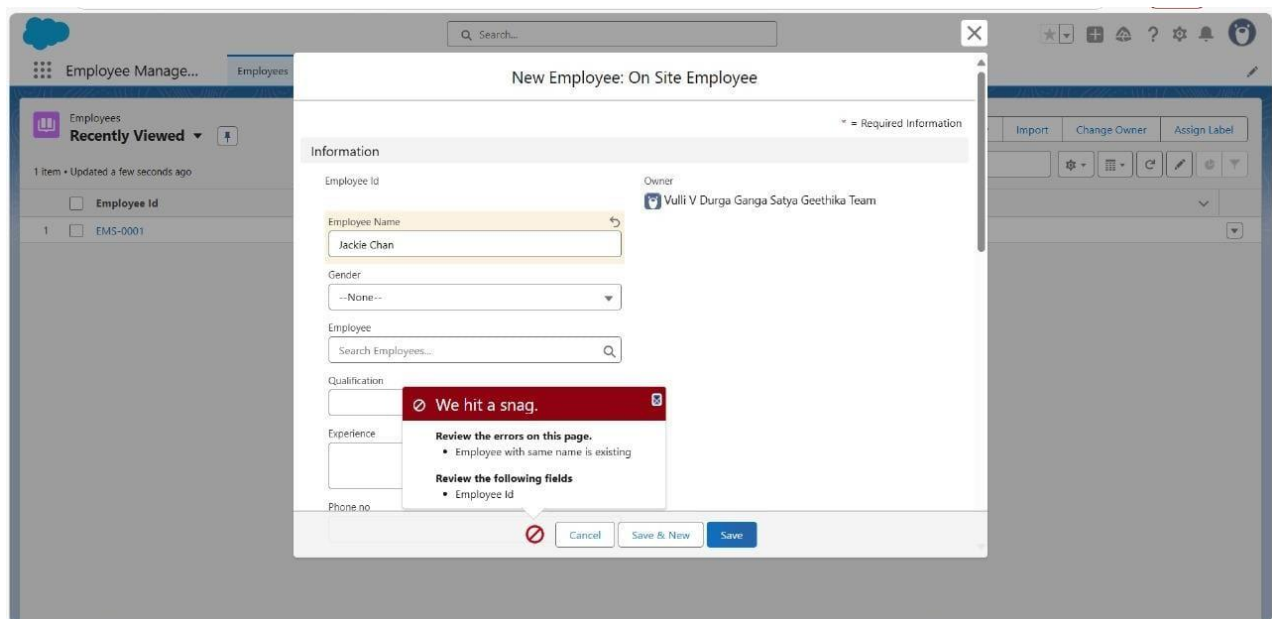 Search...
Employee Manage...
Employees
New Employee: On Site Employee
Employees
Recently Viewed
Import
Change Owner
Assign Label
1 item • Updated a few seconds ago
* = Required Information
Information
Employee Id
Owner
Vulli V Durga Ganga Satya Geethika Team
Employee Id
1
EMS-0001
Employee Name
Jackie Chan
Gender
--None--
Employee
Search Employees...
Qualification
Experience
Phone no
We hit a snag.
Review the errors on this page.
• Employee with same name is existing
Review the following fields
• Employee Id
Cancel
Save & New
Save